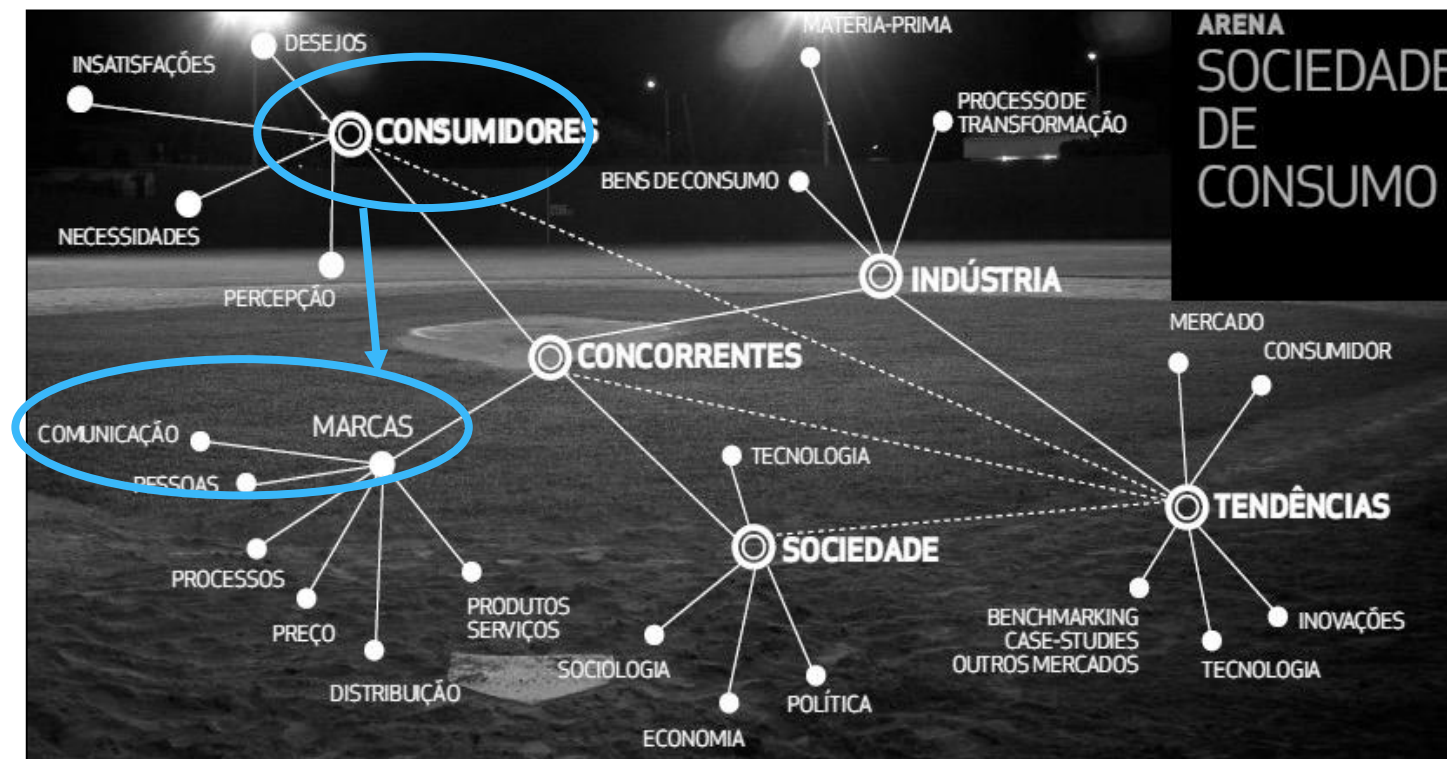 ARENA
SOCIEDADE
DE
CONSUMO
DESEJOS
INSATISFAÇÕES
CONSUMIDORES
NECESSIDADES
PERCEPÇÃO
MATÉRIA-PRIMA
PROCESSO DE
TRANSFORMAÇÃO
BENS DE CONSUMO
INDÚSTRIA
CONCORRENTES
MERCADO
CONSUMIDOR
MARCAS
COMUNICAÇÃO
PESSOAS
PROCESSOS
PREÇO
DISTRIBUIÇÃO
PRODUTOS
SERVIÇOS
TECNOLOGIA
SOCIEDADE
SOCIOLOGIA
ECONOMIA
POLÍTICA
TENDÊNCIAS
BENCHMARKING
CASE-STUDIES
OUTROS MERCADOS
TECNOLOGIA
INOVAÇÕES